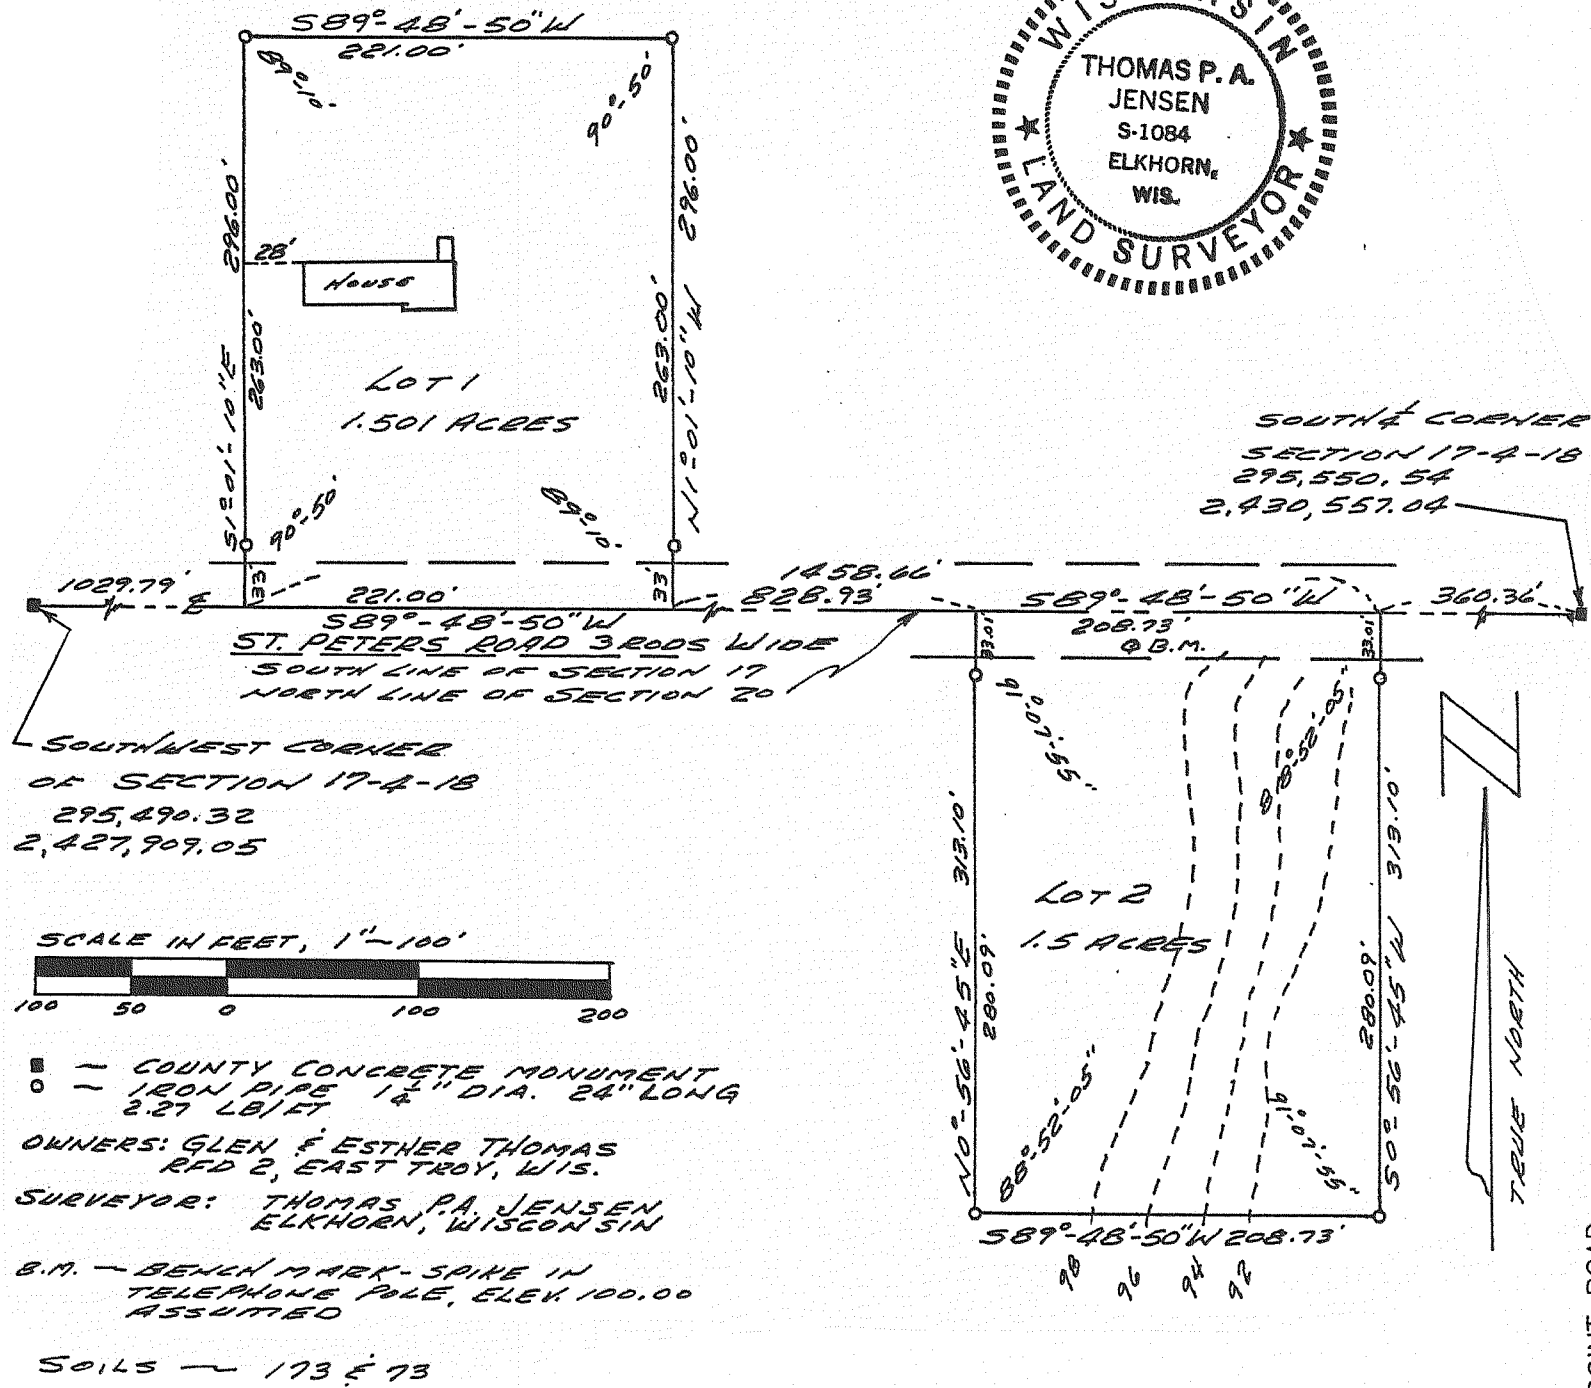 S89°-48'-50"W
221.00'
89°-10'
90°-50'
296.00'
296.00'
28'
HOUSE
263.00'
263.00'
S1°-01'-10"E
N1°-01'-10"W
LOT 1
1.501 ACRES
90°-50'
89°-10'
33'
33'
WISCONSIN
THOMAS P. A.
JENSEN
S-1084
ELKHORN,
WIS.
LAND SURVEYOR
SOUTH ¼ CORNER
SECTION 17-4-18
295,550.54
2,430,557.04
1029.79'
℄
221.00'
S89°-48'-50"W
1458.66'
828.93'
S89°-48'-50"W
360.36'
208.73'
B.M.
33.01'
33.01'
ST. PETERS ROAD 3 RODS WIDE
SOUTH LINE OF SECTION 17
NORTH LINE OF SECTION 20
SOUTHWEST CORNER
OF SECTION 17-4-18
295,490.32
2,427,909.05
91°-07'-55"
88°-52'-05"
313.10'
313.10'
LOT 2
1.5 ACRES
280.09'
280.09'
N0°-56'-45"E
S0°-56'-45"W
88°-52'-05"
91°-07'-55"
S89°-48'-50"W 208.73'
98
96
94
92
N
TRUE NORTH
SCALE IN FEET, 1"~100'
100 50 0 100 200
■ — COUNTY CONCRETE MONUMENT
○ — IRON PIPE 1¼" DIA. 24" LONG
2.27 LB/FT
OWNERS: GLEN & ESTHER THOMAS
RFD 2, EAST TROY, WIS.
SURVEYOR: THOMAS P.A. JENSEN
ELKHORN, WISCONSIN
B.M. — BENCH MARK - SPIKE IN
TELEPHONE POLE, ELEV. 100.00
ASSUMED
SOILS — 173 & 73
ROAD